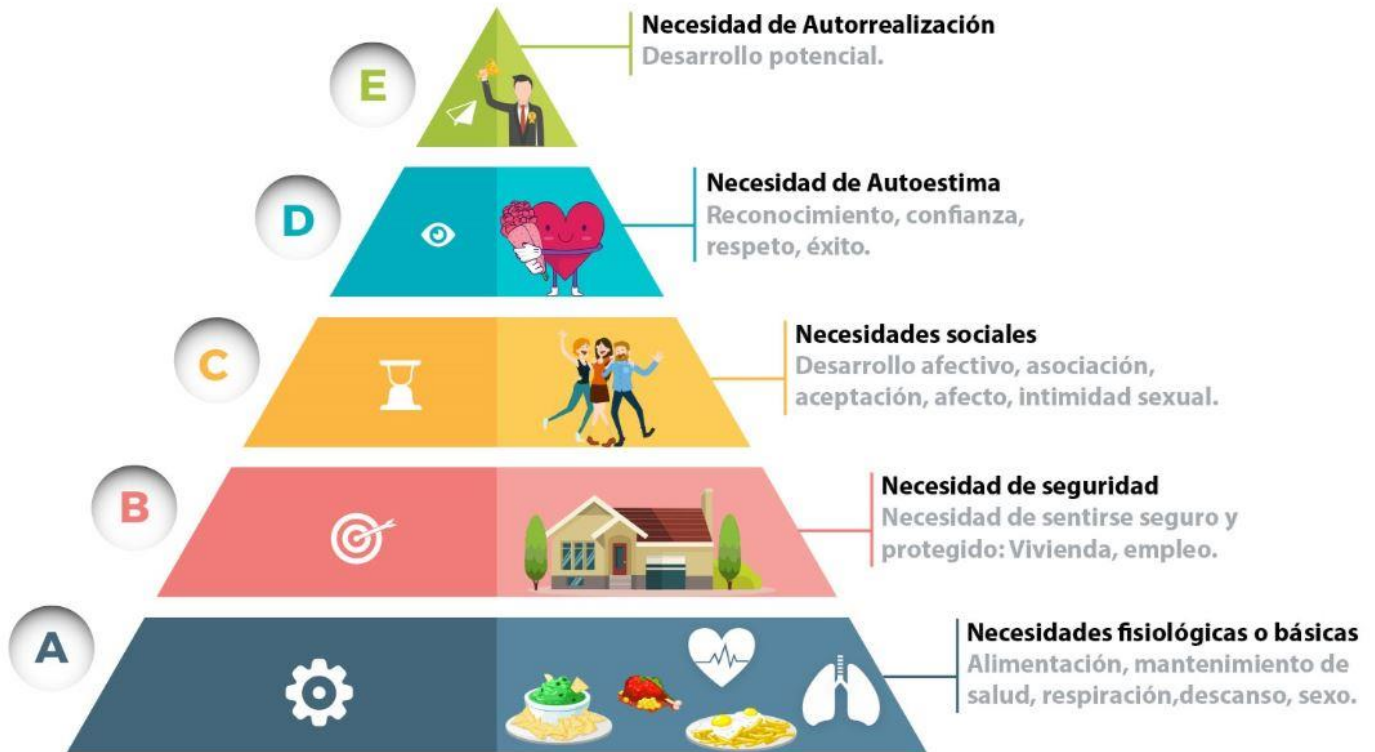 E
Necesidad de Autorrealización
Desarrollo potencial.
D
Necesidad de Autoestima
Reconocimiento, confianza,
respeto, éxito.
C
Necesidades sociales
Desarrollo afectivo, asociación,
aceptación, afecto, intimidad sexual.
B
Necesidad de seguridad
Necesidad de sentirse seguro y
protegido: Vivienda, empleo.
A
Necesidades fisiológicas o básicas
Alimentación, mantenimiento de
salud, respiración,descanso, sexo.